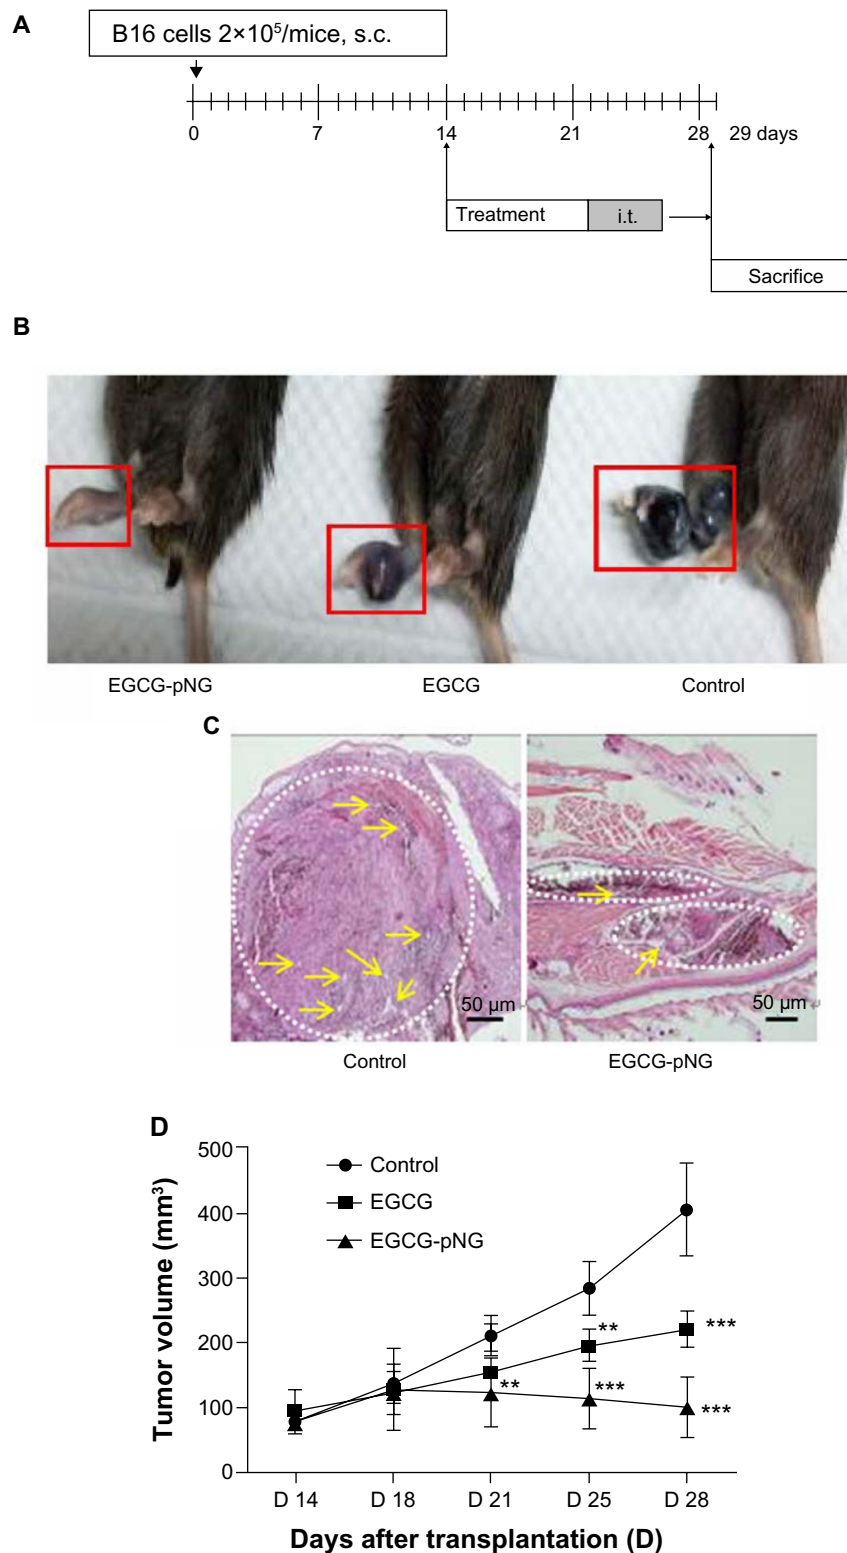 A
B16 cells 2×10⁵/mice, s.c.
0 7 14 21 28 29 days
Treatment i.t.
Sacrifice
B
EGCG-pNG EGCG Control
C
50 µm 50 µm
Control EGCG-pNG
D
500
400
300
200
100
0
Tumor volume (mm³)
Control
EGCG
EGCG-pNG
** ***
** *** ***
D 14 D 18 D 21 D 25 D 28
Days after transplantation (D)